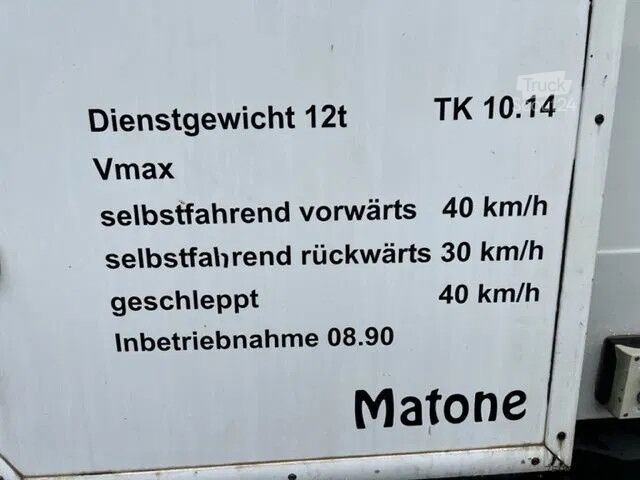 Dienstgewicht 12t TK 10.14
Vmax
selbstfahrend vorwärts 40 km/h
selbstfahrend rückwärts 30 km/h
geschleppt 40 km/h
Inbetriebnahme 08.90
Matone
Truck